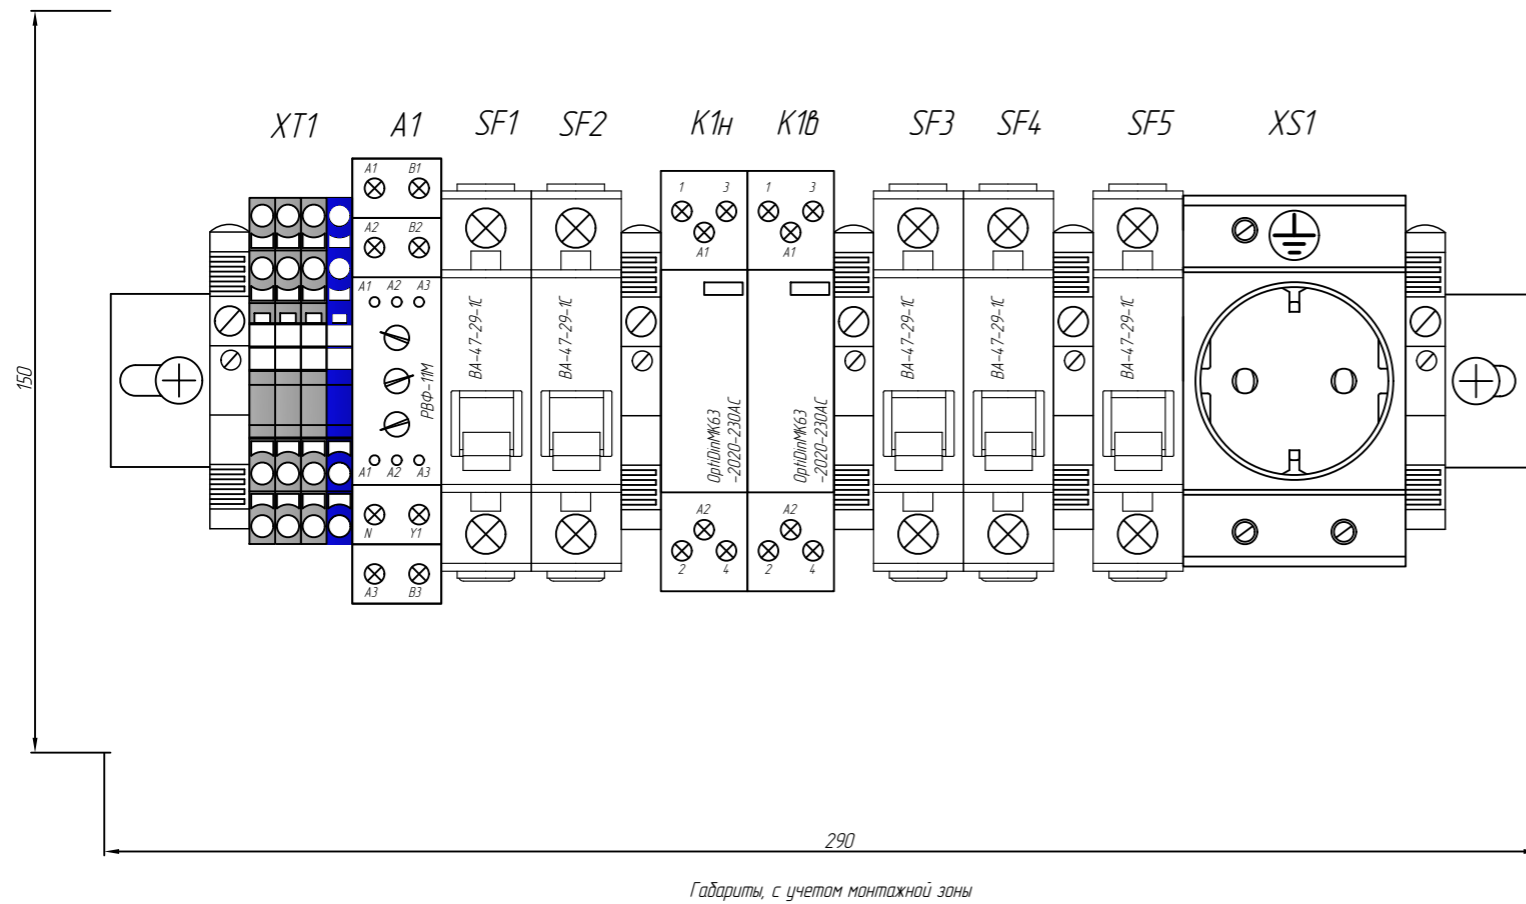 XT1 A1 SF1 SF2 К1н К1в SF3 SF4 SF5 XS1
A1 B1
A2 B2
A1 A2 A3
РВФ-11М
A1 A2 A3
N Y1
A3 B3
ВА-47-29-1С
ВА-47-29-1С
1 3
A1
OptiDinMK63
-2020-230AC
A2
2 4
1 3
A1
OptiDinMK63
-2020-230AC
A2
2 4
ВА-47-29-1С
ВА-47-29-1С
ВА-47-29-1С
150
290
Габариты, с учетом монтажной зоны